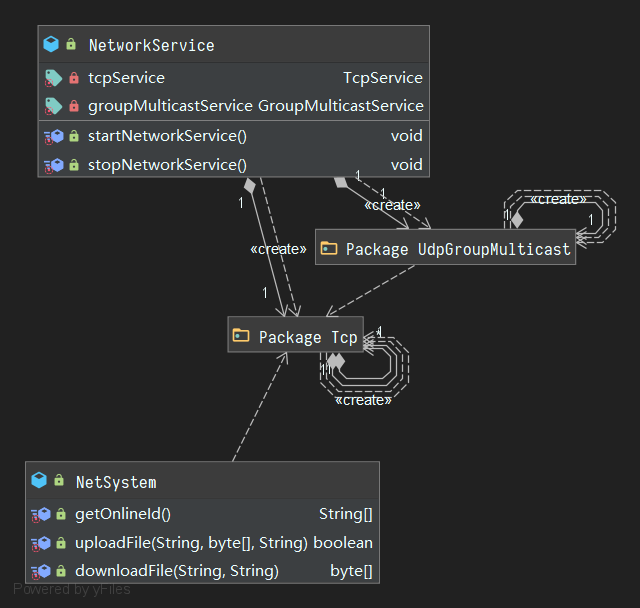 NetworkService
tcpService TcpService
groupMulticastService GroupMulticastService
startNetworkService() void
stopNetworkService() void
1
1
1
1
«create»
«create»
1
1
Package UdpGroupMulticast
«create»
1
Package Tcp
*
1
1
1
«create»
NetSystem
getOnlineId() String[]
uploadFile(String, byte[], String) boolean
downloadFile(String, String) byte[]
Powered by yFiles